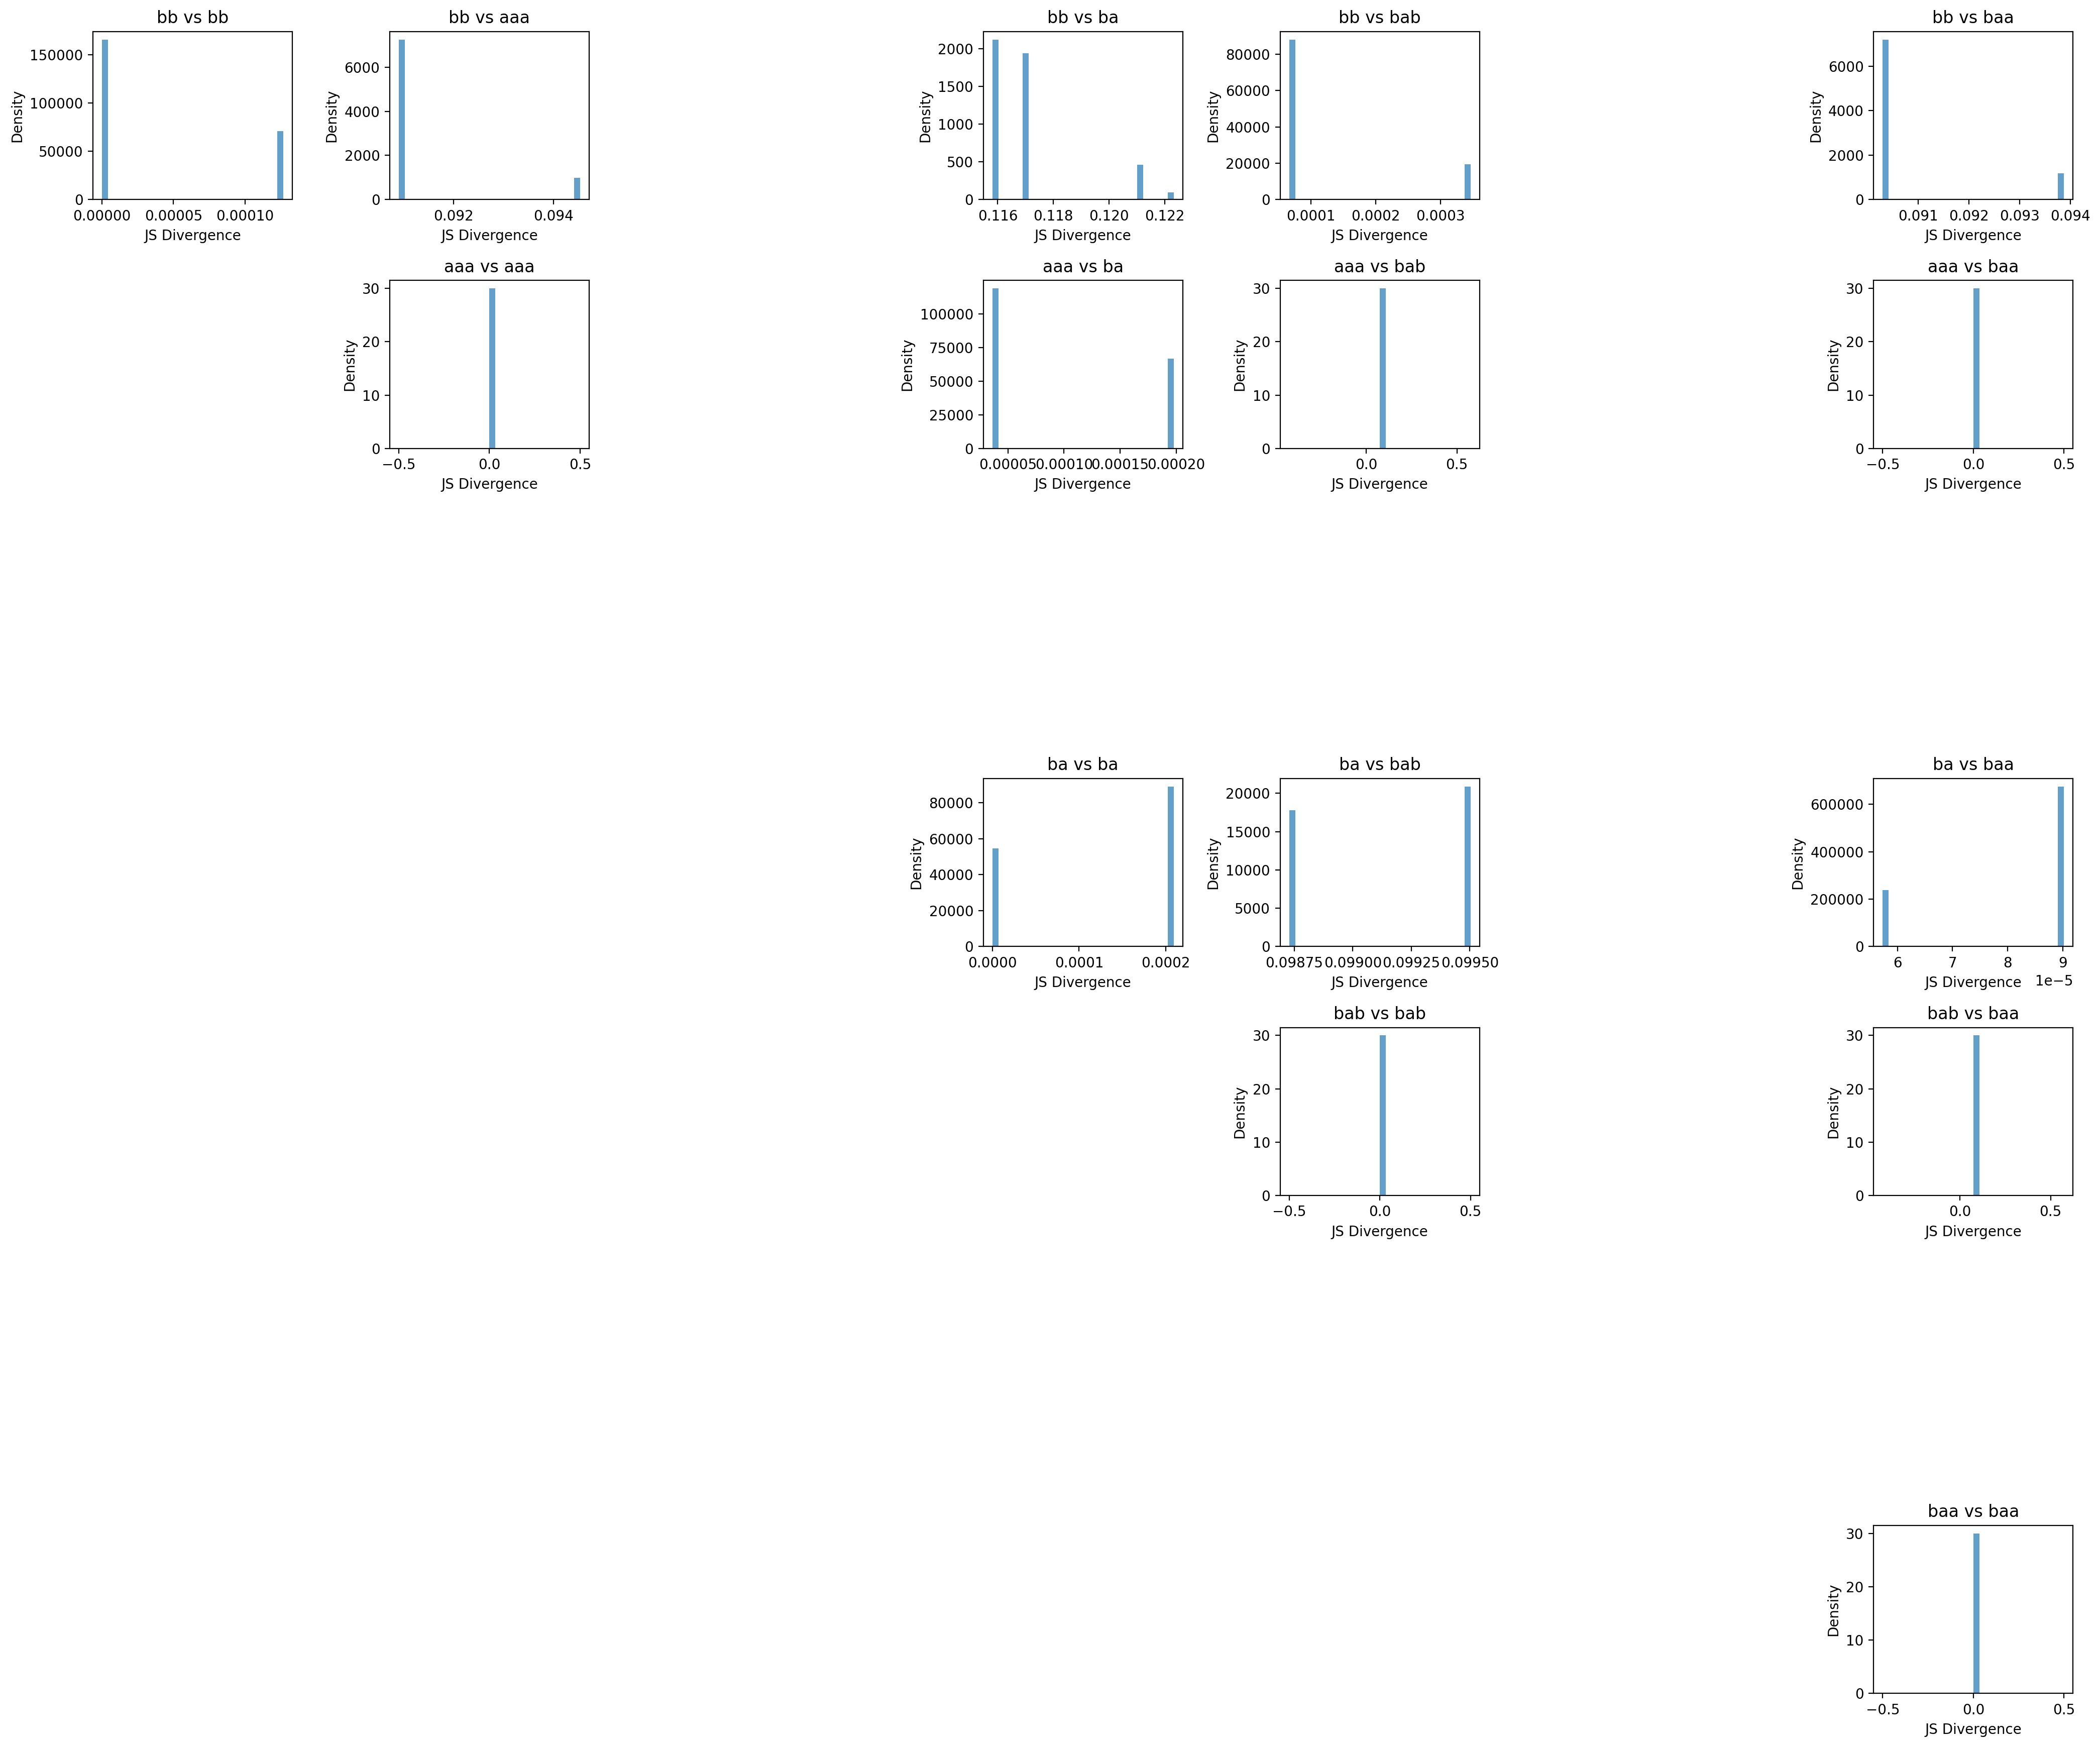 bb vs bb
Density
150000
100000
50000
0
0.00000 0.00005 0.00010
JS Divergence
bb vs aaa
Density
6000
4000
2000
0
0.092 0.094
JS Divergence
bb vs ba
Density
2000
1500
1000
500
0
0.116 0.118 0.120 0.122
JS Divergence
bb vs bab
Density
80000
60000
40000
20000
0
0.0001 0.0002 0.0003
JS Divergence
bb vs baa
Density
6000
4000
2000
0
0.091 0.092 0.093 0.094
JS Divergence
aaa vs aaa
Density
30
20
10
0
−0.5 0.0 0.5
JS Divergence
aaa vs ba
Density
100000
75000
50000
25000
0
0.00005 0.00010 0.00015 0.00020
JS Divergence
aaa vs bab
Density
30
20
10
0
0.0 0.5
JS Divergence
aaa vs baa
Density
30
20
10
0
−0.5 0.0 0.5
JS Divergence
ba vs ba
Density
80000
60000
40000
20000
0
0.0000 0.0001 0.0002
JS Divergence
ba vs bab
Density
20000
15000
10000
5000
0
0.09875 0.09900 0.09925 0.09950
JS Divergence
ba vs baa
Density
600000
400000
200000
0
6 7 8 9
JS Divergence 1e−5
bab vs bab
Density
30
20
10
0
−0.5 0.0 0.5
JS Divergence
bab vs baa
Density
30
20
10
0
0.0 0.5
JS Divergence
baa vs baa
Density
30
20
10
0
−0.5 0.0 0.5
JS Divergence